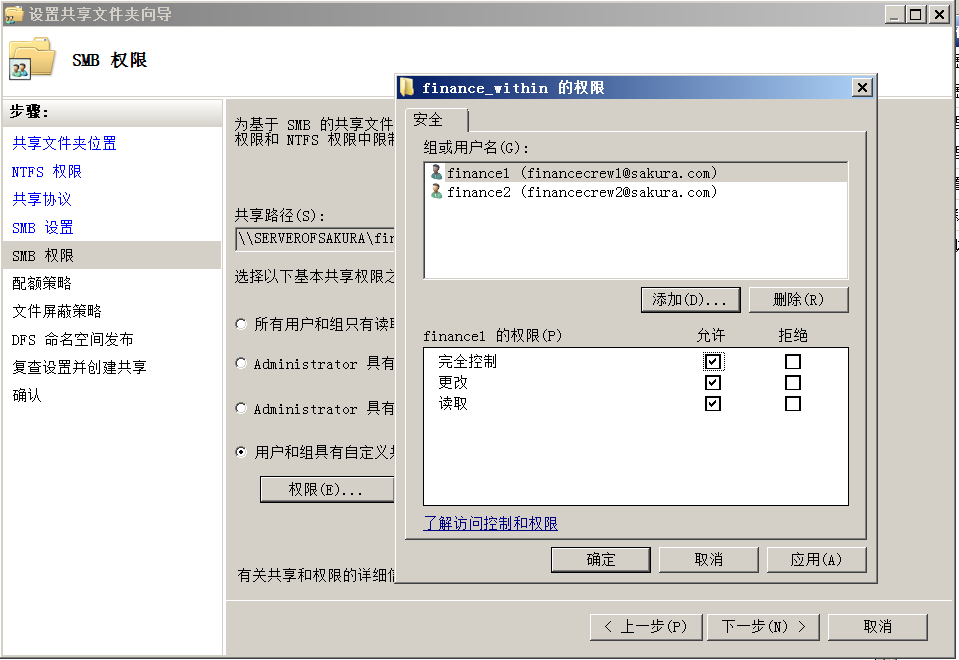 设置共享文件夹向导
SMB 权限
步骤:
共享文件夹位置
NTFS 权限
共享协议
SMB 设置
SMB 权限
配额策略
文件屏蔽策略
DFS 命名空间发布
复查设置并创建共享
确认
为基于 SMB 的共享文件
权限和 NTFS 权限中限制
共享路径(S):
\\SERVEROFSAKURA\fin
选择以下基本共享权限之
所有用户和组只有读取
Administrator 具有
Administrator 具有
用户和组具有自定义共
权限(E)...
有关共享和权限的详细信
finance_within 的权限
安全
组或用户名(G):
finance1 (financecrew1@sakura.com)
finance2 (financecrew2@sakura.com)
添加(D)...
删除(R)
finance1 的权限(P)
允许
拒绝
完全控制
更改
读取
了解访问控制和权限
确定
取消
应用(A)
< 上一步(P)
下一步(N) >
取消